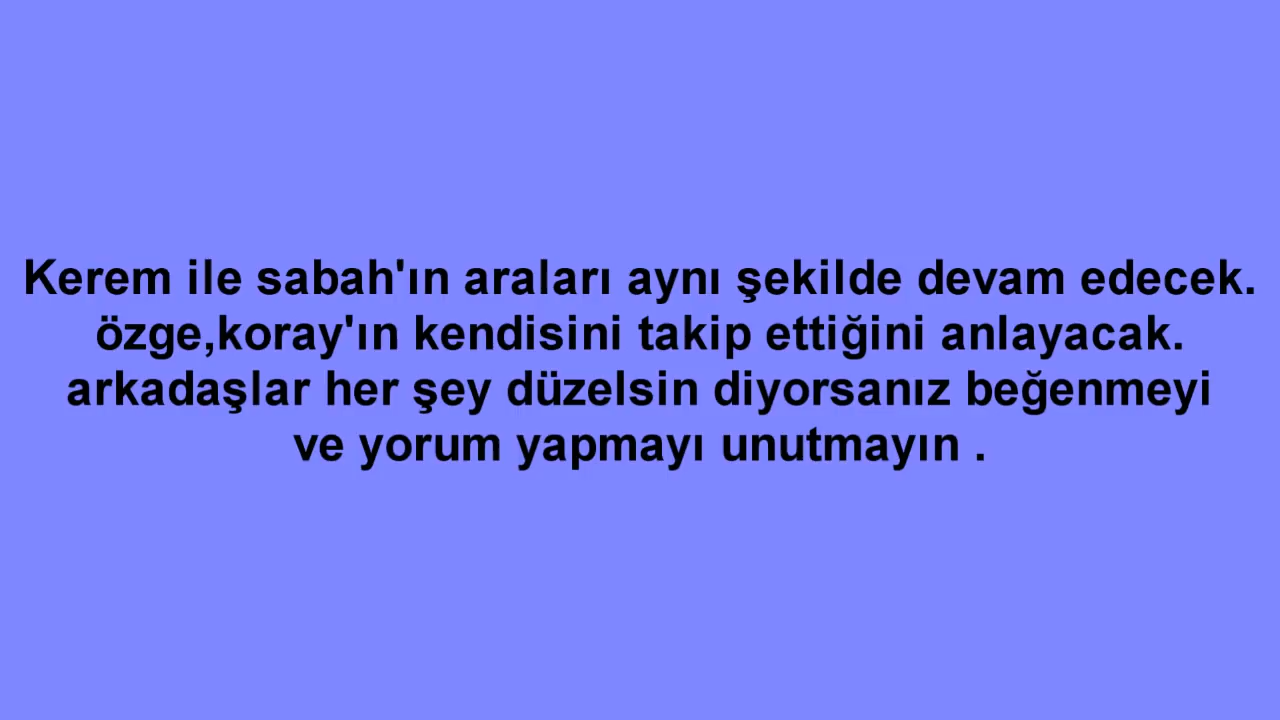 Kerem ile sabah'ın araları aynı şekilde devam edecek.
özge,koray'ın kendisini takip ettiğini anlayacak.
arkadaşlar her şey düzelsin diyorsanız beğenmeyi
ve yorum yapmayı unutmayın .